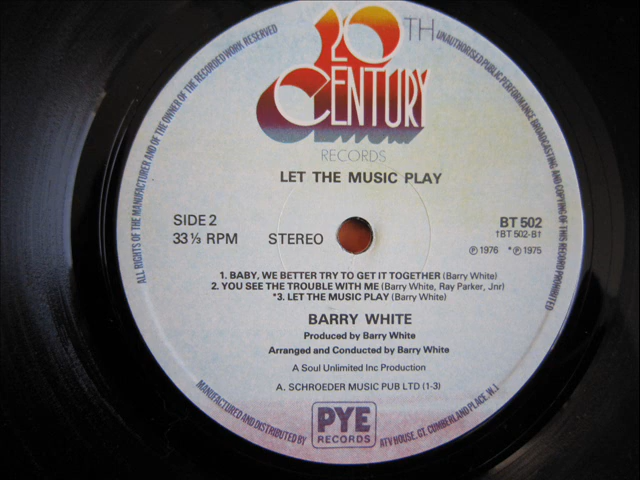 20TH
CENTURY
RECORDS
LET THE MUSIC PLAY
SIDE 2
33 ⅓ RPM
STEREO
BT 502
†BT 502-B†
℗ 1976 *℗ 1975
1. BABY, WE BETTER TRY TO GET IT TOGETHER (Barry White)
2. YOU SEE THE TROUBLE WITH ME (Barry White, Ray Parker, Jnr)
*3. LET THE MUSIC PLAY (Barry White)
BARRY WHITE
Produced by Barry White
Arranged and Conducted by Barry White
A Soul Unlimited Inc Production
A. SCHROEDER MUSIC PUB LTD (1-3)
ALL RIGHTS OF THE MANUFACTURER AND OF THE OWNER OF THE RECORDED WORK RESERVED
UNAUTHORISED PUBLIC PERFORMANCE BROADCASTING AND COPYING OF THIS RECORD PROHIBITED
MANUFACTURED AND DISTRIBUTED BY
PYE
RECORDS
ATV HOUSE, GT. CUMBERLAND PLACE, W.1